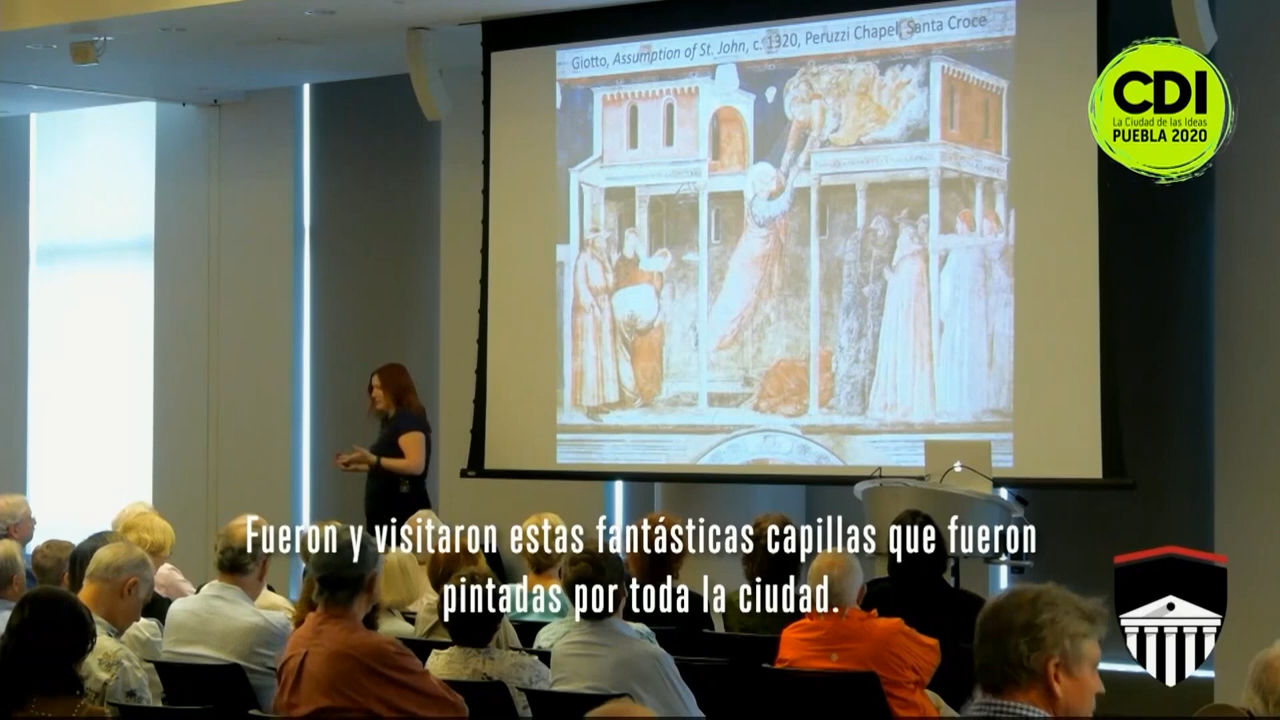 Giotto, Assumption of St. John, c. 1320, Peruzzi Chapel, Santa Croce
CDI
La Ciudad de las Ideas
PUEBLA 2020
Fueron y visitaron estas fantásticas capillas que fueron
pintadas por toda la ciudad.